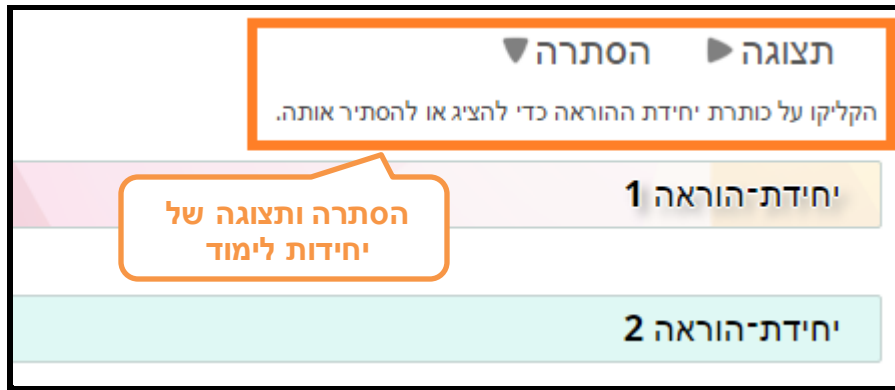 תצוגה הסתרה
הקליקו על כותרת יחידת ההוראה כדי להציג או להסתיר אותה.
יחידת־הוראה 1
הסתרה ותצוגה של
יחידות לימוד
יחידת־הוראה 2